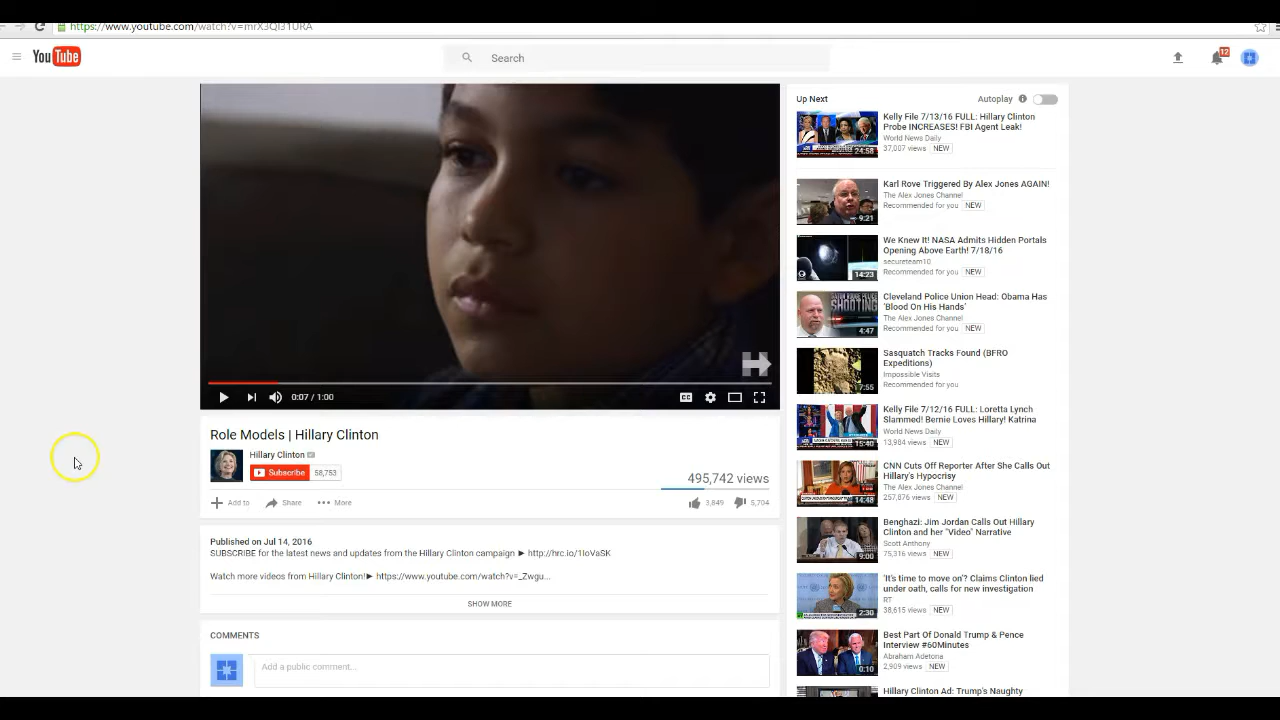 https://www.youtube.com/watch?v=mrX3QI31URA
YouTube
Search
12
Up Next
Autoplay
Kelly File 7/13/16 FULL: Hillary Clinton
Probe INCREASES! FBI Agent Leak!
World News Daily
37,007 views NEW
24:58
Karl Rove Triggered By Alex Jones AGAIN!
The Alex Jones Channel
Recommended for you NEW
9:21
We Knew It! NASA Admits Hidden Portals
Opening Above Earth! 7/18/16
secureteam10
Recommended for you NEW
14:23
Cleveland Police Union Head: Obama Has
'Blood On His Hands'
The Alex Jones Channel
Recommended for you NEW
4:47
Sasquatch Tracks Found (BFRO
Expeditions)
Impossible Visits
Recommended for you
7:55
Kelly File 7/12/16 FULL: Loretta Lynch
Slammed! Bernie Loves Hillary! Katrina
World News Daily
13,984 views NEW
15:40
CNN Cuts Off Reporter After She Calls Out
Hillary's Hypocrisy
The Alex Jones Channel
257,876 views NEW
14:48
Benghazi: Jim Jordan Calls Out Hillary
Clinton and her "Video" Narrative
Scott Anthony
75,316 views NEW
9:00
'It's time to move on'? Claims Clinton lied
under oath, calls for new investigation
RT
38,615 views NEW
2:30
Best Part Of Donald Trump & Pence
Interview #60Minutes
Abraham Adetona
2,909 views NEW
0:10
Hillary Clinton Ad: Trump's Naughty
0:07 / 1:00
CC
Role Models | Hillary Clinton
Hillary Clinton
Subscribe 58,753
495,742 views
Add to Share More
3,849 5,704
Published on Jul 14, 2016
SUBSCRIBE for the latest news and updates from the Hillary Clinton campaign ► http://hrc.io/1IoVaSK
Watch more videos from Hillary Clinton!► https://www.youtube.com/watch?v=_Zwgu...
SHOW MORE
COMMENTS
Add a public comment...